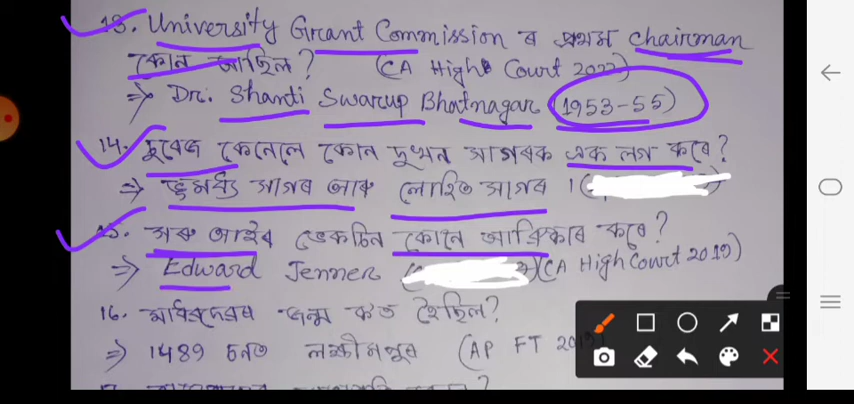 13. University Grant Commission ৰ প্ৰথম chairman
কোন আছিল? (CA High Court 2022)
⇒ Dr. Shanti Swarup Bhatnagar (1953-55)
14. চুৱেজ কেনেলে কোন দুখন সাগৰক এক লগ কৰে?
⇒ ভূমধ্য সাগৰ আৰু লোহিত সাগৰ । (
15. সৰু আইৰ ভেকচিন কোনে আৱিষ্কাৰ কৰে?
⇒ Edward Jenner (CA High Court 2019)
16. মাধৱদেৱৰ জন্ম ক'ত হৈছিল?
⇒ 1489 চনত লক্ষীমপুৰ (AP FT 2019)